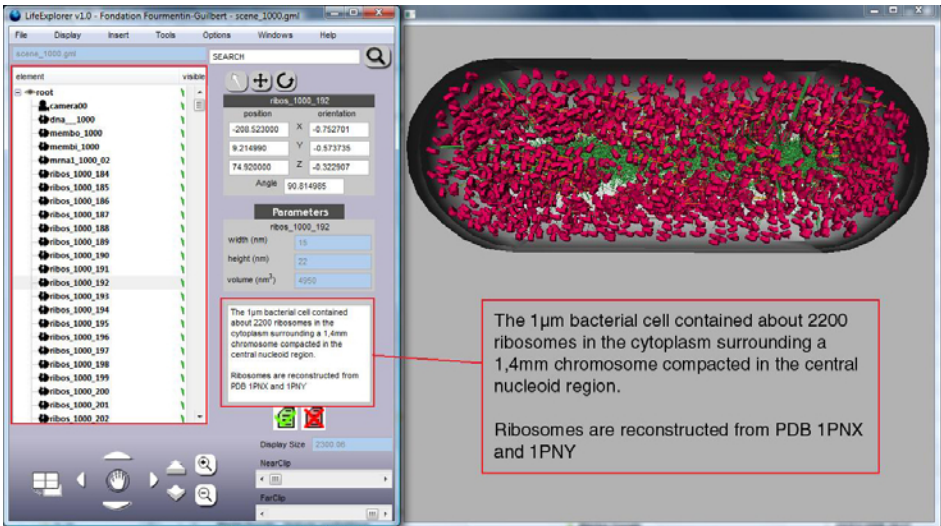 LifeExplorer v1.0 - Fondation Fourmentin-Guilbert - scene_1000.gml
File Display Insert Tools Options Windows Help
scene_1000.gml
SEARCH
element visible
root
camera00
dna___1000
membo_1000
membi_1000
mrna1_1000_02
ribos_1000_184
ribos_1000_185
ribos_1000_186
ribos_1000_187
ribos_1000_188
ribos_1000_189
ribos_1000_190
ribos_1000_191
ribos_1000_192
ribos_1000_193
ribos_1000_194
ribos_1000_195
ribos_1000_196
ribos_1000_197
ribos_1000_198
ribos_1000_199
ribos_1000_200
ribos_1000_201
ribos_1000_202
ribos_1000_192
position orientation
-208.523000 X -0.752701
9.214990 Y -0.573735
74.920000 Z -0.322907
Angle 90.814985
Parameters
ribos_1000_192
width (nm) 15
height (nm) 22
volume (nm³) 4950
The 1µm bacterial cell contained
about 2200 ribosomes in the
cytoplasm surrounding a 1,4mm
chromosome compacted in the
central nucleoid region.
Ribosomes are reconstructed from
PDB 1PNX and 1PNY
Display Size 2300.06
NearClip
FarClip
The 1µm bacterial cell contained about 2200
ribosomes in the cytoplasm surrounding a
1,4mm chromosome compacted in the central
nucleoid region.
Ribosomes are reconstructed from PDB 1PNX
and 1PNY